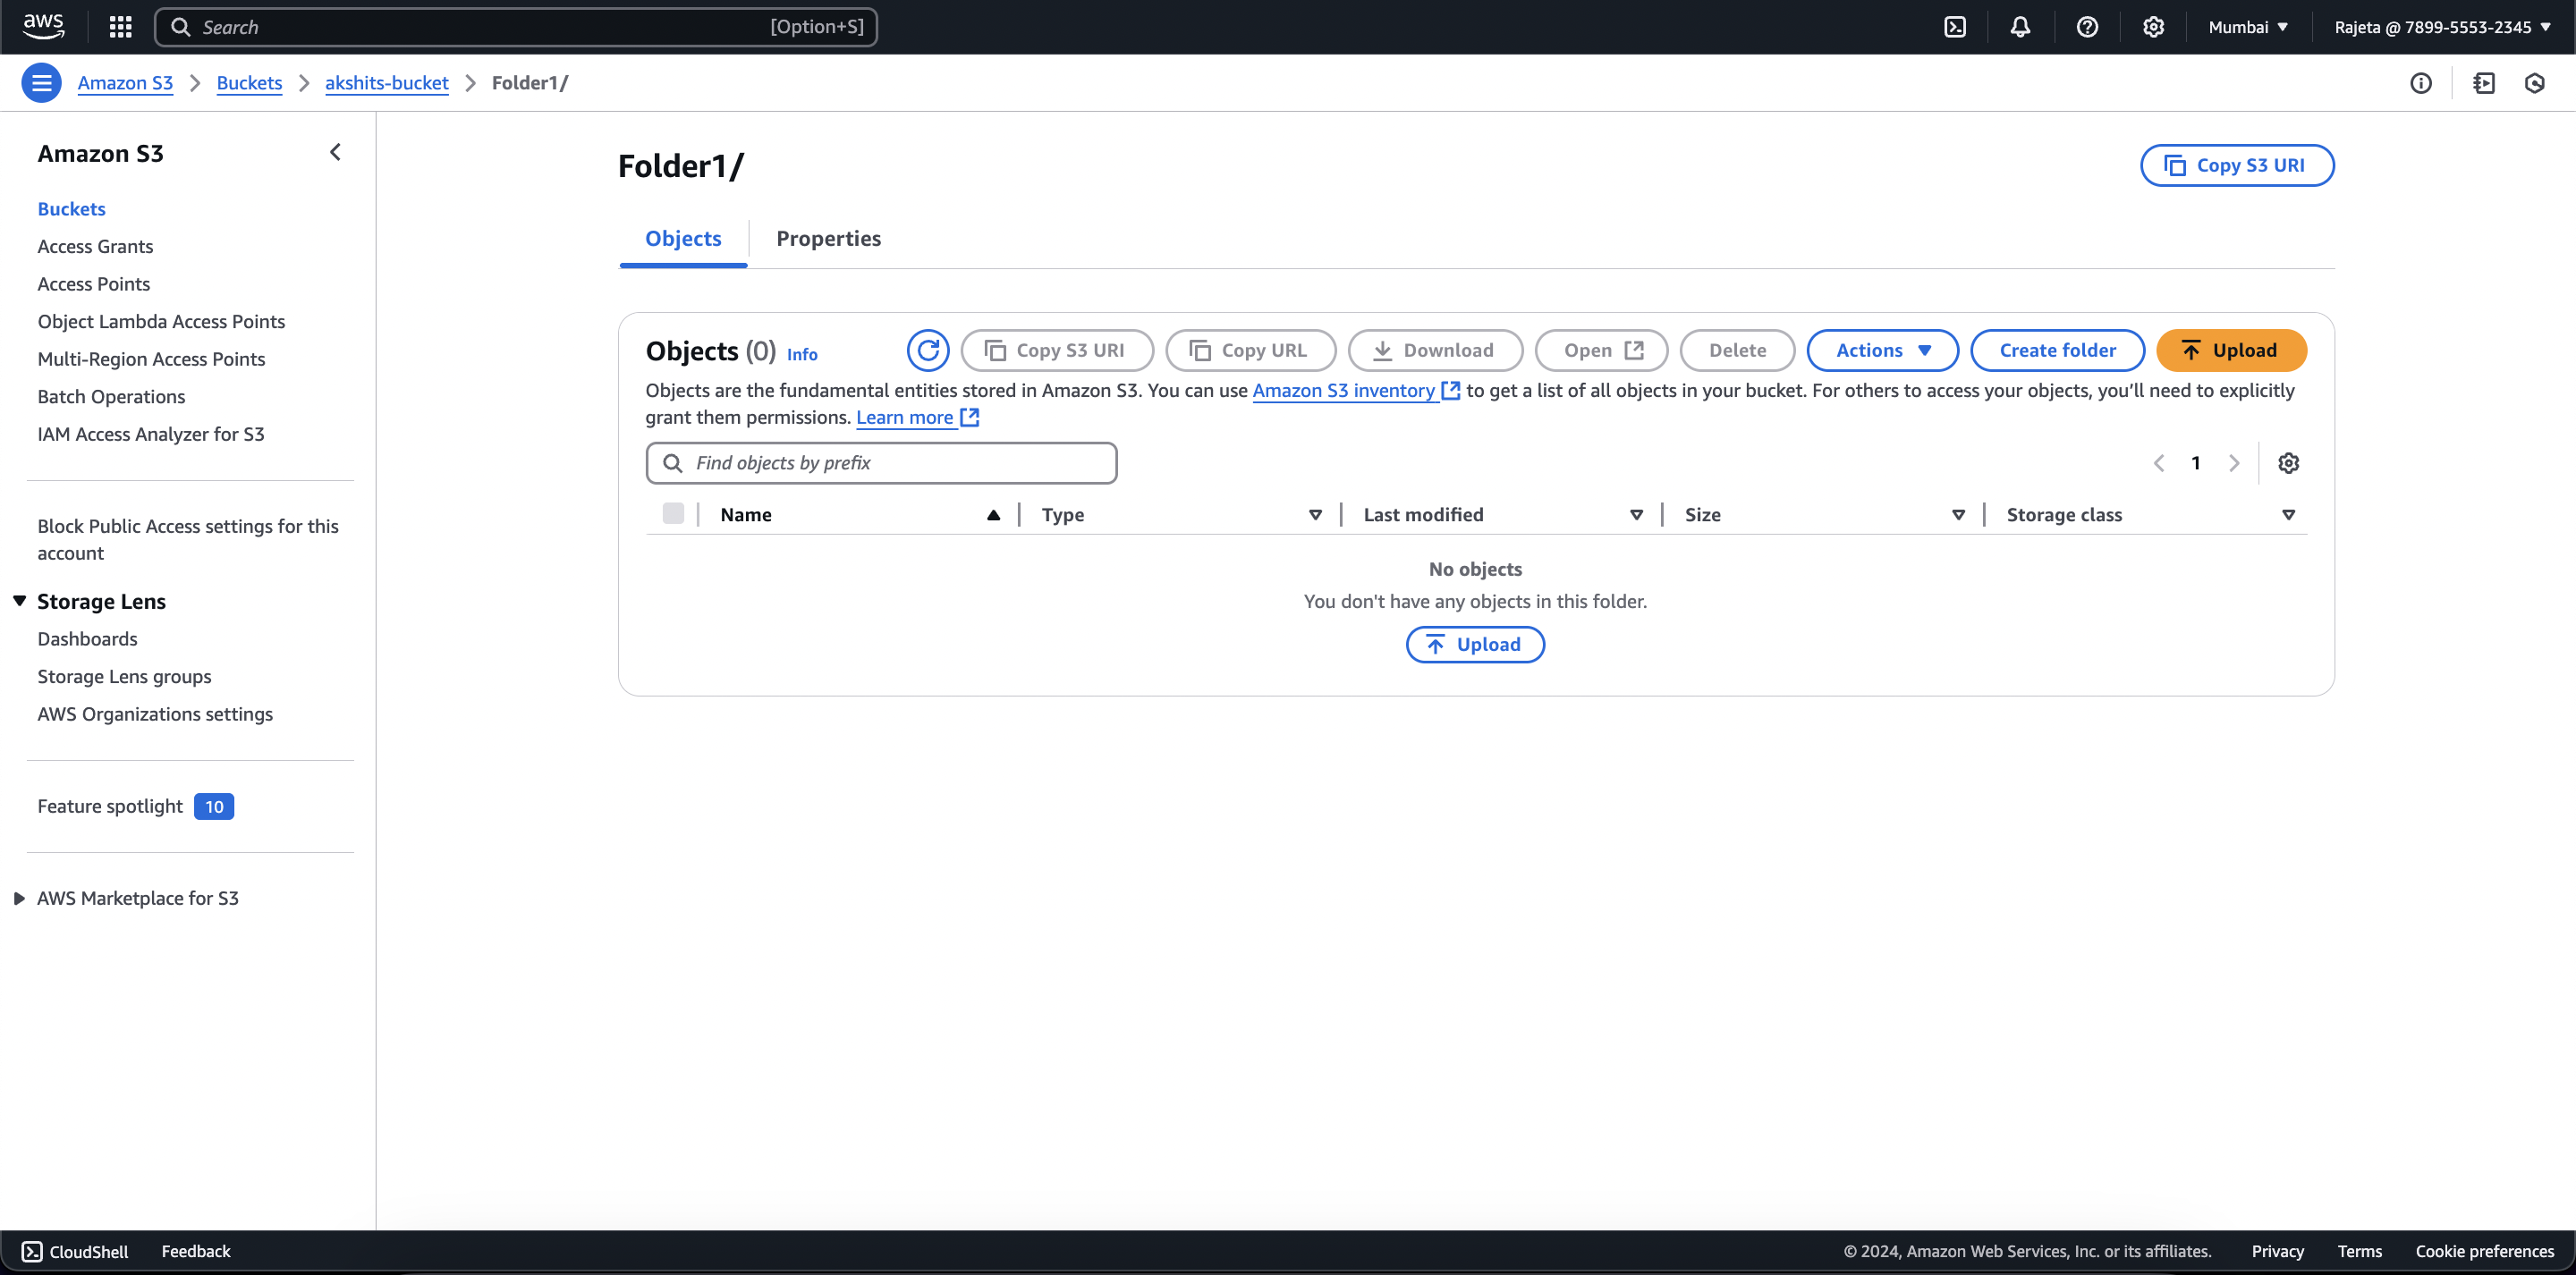 aws
Search [Option+S]
Mumbai Rajeta @ 7899-5553-2345
Amazon S3 Buckets akshits-bucket Folder1/
Amazon S3
Buckets
Access Grants
Access Points
Object Lambda Access Points
Multi-Region Access Points
Batch Operations
IAM Access Analyzer for S3
Block Public Access settings for this
account
Storage Lens
Dashboards
Storage Lens groups
AWS Organizations settings
Feature spotlight 10
AWS Marketplace for S3
Folder1/
Copy S3 URI
Objects Properties
Objects (0) Info
Copy S3 URI Copy URL Download Open Delete Actions Create folder Upload
Objects are the fundamental entities stored in Amazon S3. You can use Amazon S3 inventory to get a list of all objects in your bucket. For others to access your objects, you’ll need to explicitly
grant them permissions. Learn more
Find objects by prefix
1
Name Type Last modified Size Storage class
No objects
You don't have any objects in this folder.
Upload
CloudShell Feedback
© 2024, Amazon Web Services, Inc. or its affiliates. Privacy Terms Cookie preferences